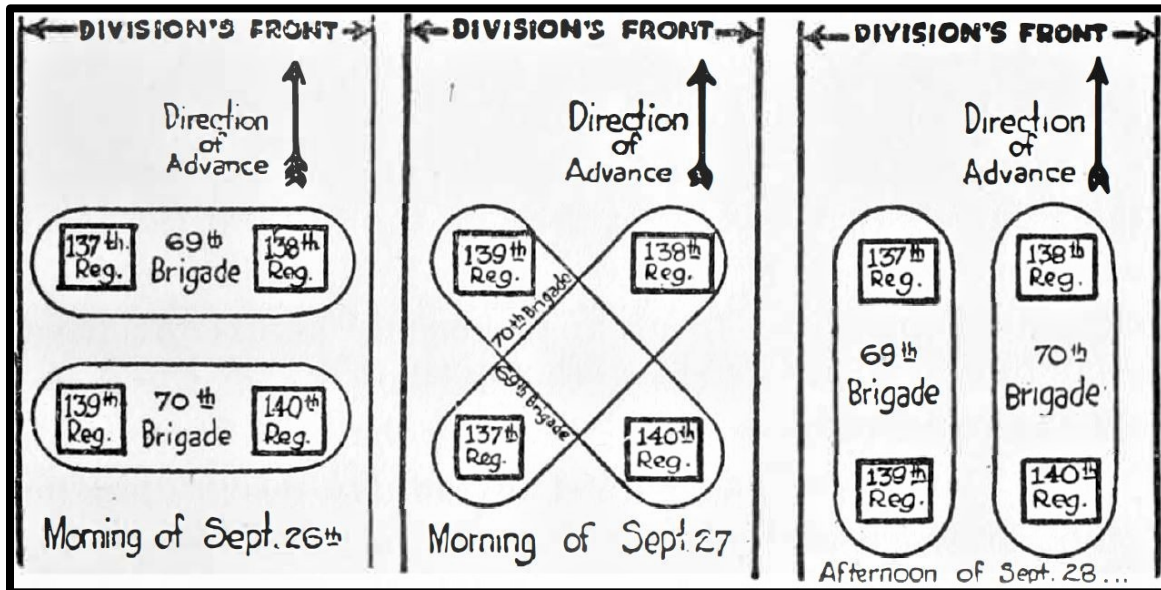 DIVISION'S FRONT
Direction
of
Advance
137th.
Reg.
69th
Brigade
138th
Reg.
139th
Reg.
70th
Brigade
140th
Reg.
Morning of Sept. 26th
DIVISION'S FRONT
Direction
of
Advance
139th
Reg.
138th
Reg.
70th Brigade
69th Brigade
137th
Reg.
140th
Reg.
Morning of Sept. 27
DIVISION'S FRONT
Direction
of
Advance
137th
Reg.
138th
Reg.
69th
Brigade
70th
Brigade
139th
Reg.
140th
Reg.
Afternoon of Sept. 28...